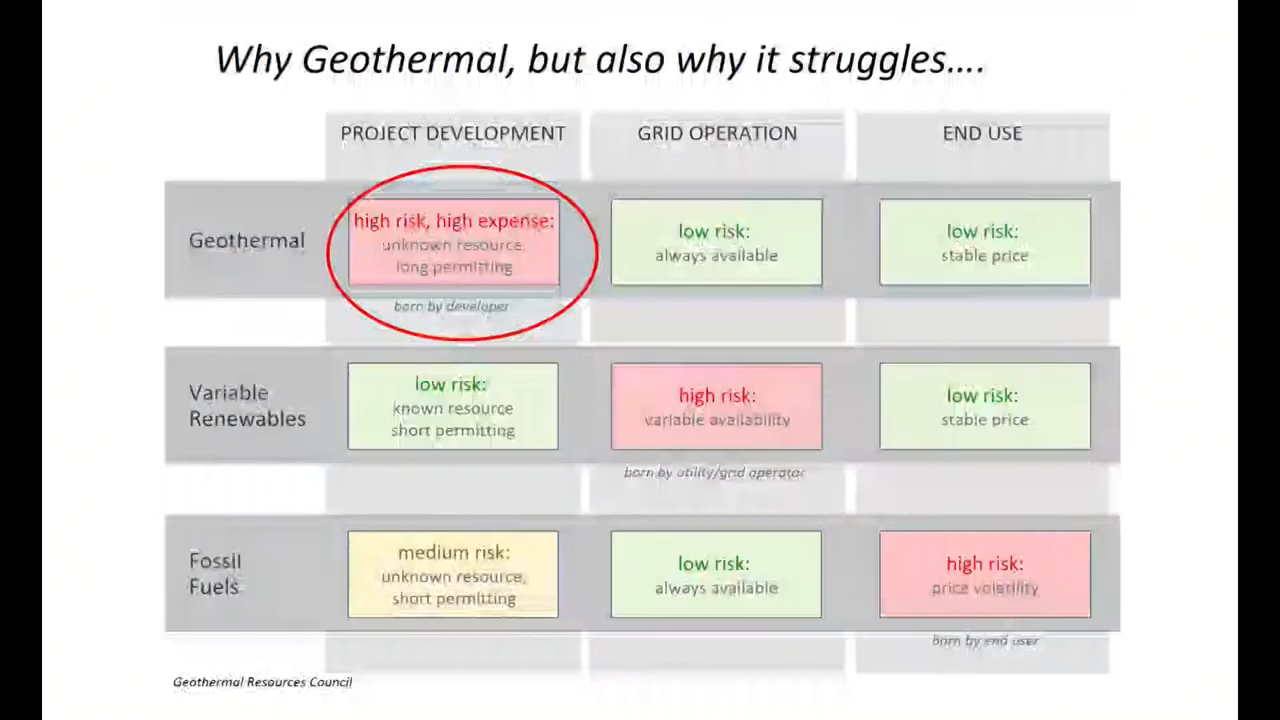 Why Geothermal, but also why it struggles....
PROJECT DEVELOPMENT
GRID OPERATION
END USE
Geothermal
high risk, high expense:
unknown resource,
long permitting
born by developer
low risk:
always available
low risk:
stable price
Variable
Renewables
low risk:
known resource
short permitting
high risk:
variable availability
born by utility/grid operator
low risk:
stable price
Fossil
Fuels
medium risk:
unknown resource,
short permitting
low risk:
always available
high risk:
price volatility
born by end user
Geothermal Resources Council